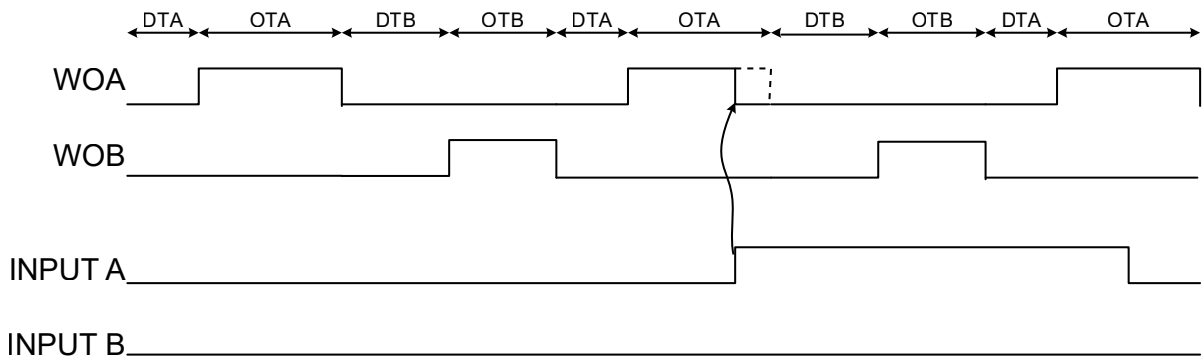 DTA OTA DTB OTB DTA OTA DTB OTB DTA OTA
WOA
WOB
INPUT A
INPUT B